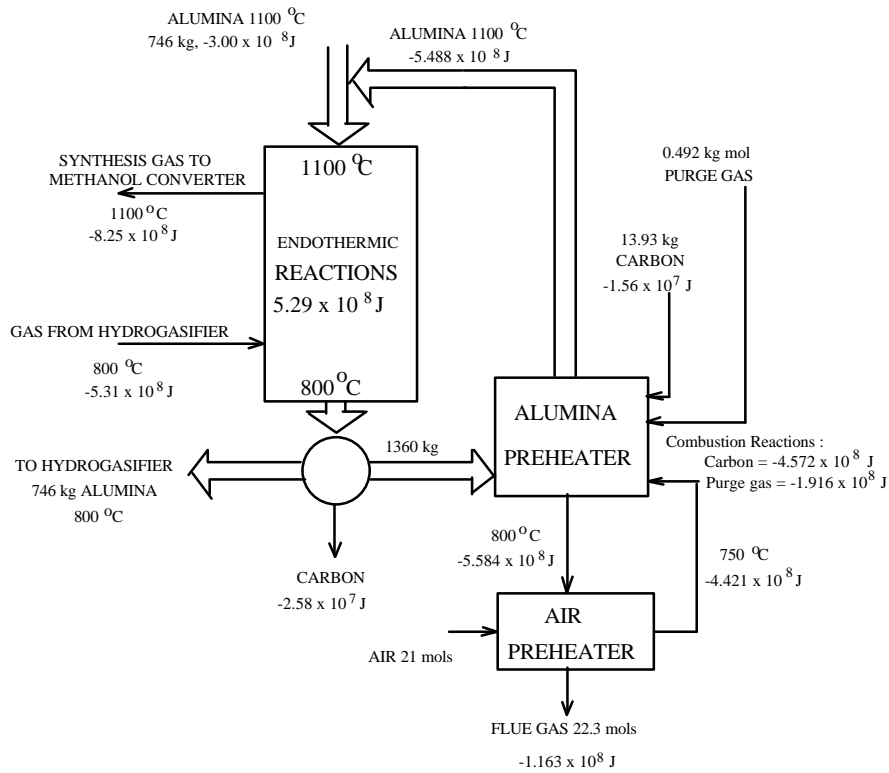 ALUMINA 1100 °C
746 kg, -3.00 x 10 8 J
ALUMINA 1100 °C
-5.488 x 10 8 J
SYNTHESIS GAS TO
METHANOL CONVERTER
1100 °C
-8.25 x 10 8 J
1100 °C
ENDOTHERMIC
REACTIONS
5.29 x 10 8 J
800 °C
GAS FROM HYDROGASIFIER
800 °C
-5.31 x 10 8 J
0.492 kg mol
PURGE GAS
13.93 kg
CARBON
-1.56 x 10 7 J
ALUMINA
PREHEATER
Combustion Reactions :
Carbon = -4.572 x 10 8 J
Purge gas = -1.916 x 10 8 J
1360 kg
TO HYDROGASIFIER
746 kg ALUMINA
800 °C
CARBON
-2.58 x 10 7 J
800 °C
-5.584 x 10 8 J
750 °C
-4.421 x 10 8 J
AIR
PREHEATER
AIR 21 mols
FLUE GAS 22.3 mols
-1.163 x 10 8 J